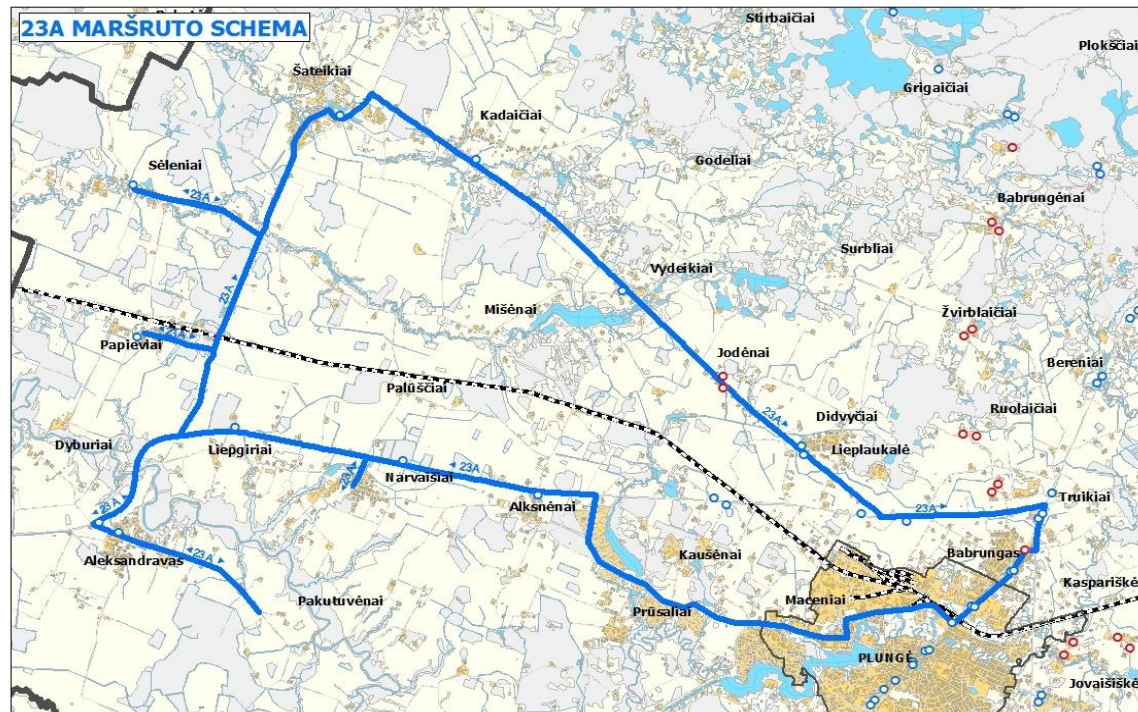 23A MARŠRUTO SCHEMA
Stirbaičiai
Plokščiai
Šateikiai
Grigaičiai
Kadaičiai
Godeliai
Sėleniai
◄ 23A ►
Babrungėnai
Surbliai
Vydeikiai
23A ►
Mišėnai
Žvirblaičiai
◄ 23A ►
Papieviai
Jodėnai
Bereniai
Palūščiai
Ruolaičiai
23A ►
Didvyčiai
Dyburiai
Liepgiriai
Lieplaukalė
◄ 23A
Narvaišiai
◄ 23A ►
Truikiai
Alksnėnai
◄ 23A ►
23A ►
Aleksandravas
◄ 23A ►
Kaušėnai
Babrungas
Kaspariškė
Pakutuvėnai
Maceniai
Prūsaliai
PLUNGĖ
Jovaišiškė